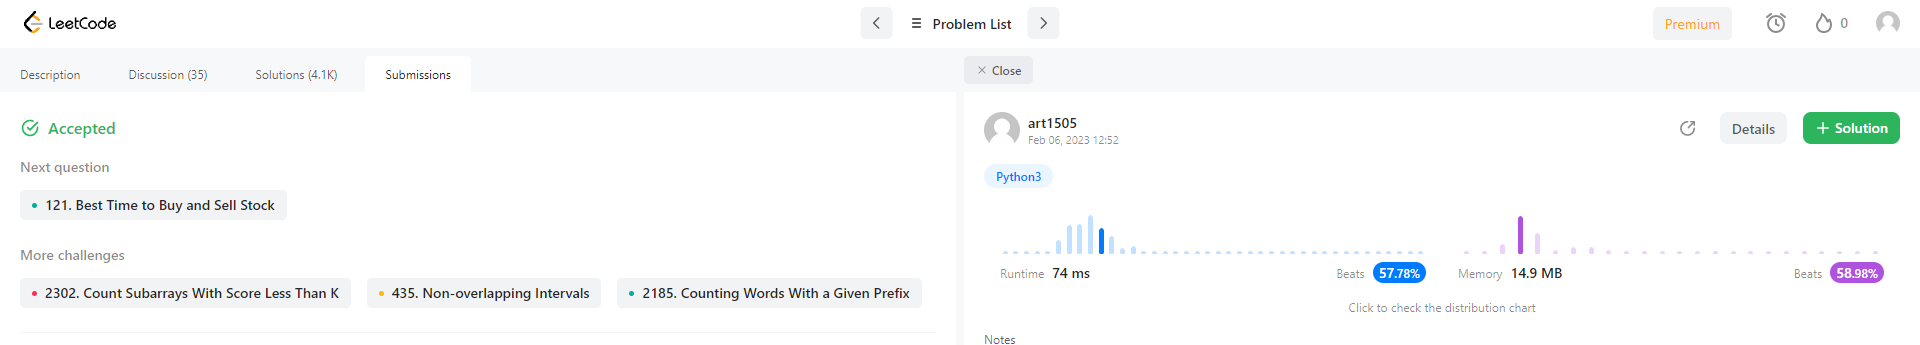 LeetCode
Problem List
Premium
0
Description
Discussion (35)
Solutions (4.1K)
Submissions
Close
Accepted
Next question
121. Best Time to Buy and Sell Stock
More challenges
2302. Count Subarrays With Score Less Than K
435. Non-overlapping Intervals
2185. Counting Words With a Given Prefix
art1505
Feb 06, 2023 12:52
Details
+ Solution
Python3
Runtime 74 ms
Beats 57.78%
Memory 14.9 MB
Beats 58.98%
Click to check the distribution chart
Notes